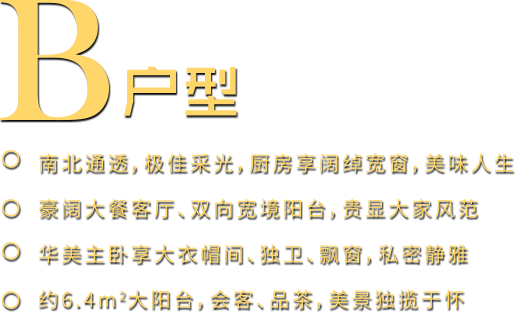 B户型
南北通透，极佳采光，厨房享阔绰宽窗，美味人生
豪阔大餐客厅、双向宽境阳台，贵显大家风范
华美主卧享大衣帽间、独卫、飘窗，私密静雅
约6.4m²大阳台，会客、品茶，美景独揽于怀